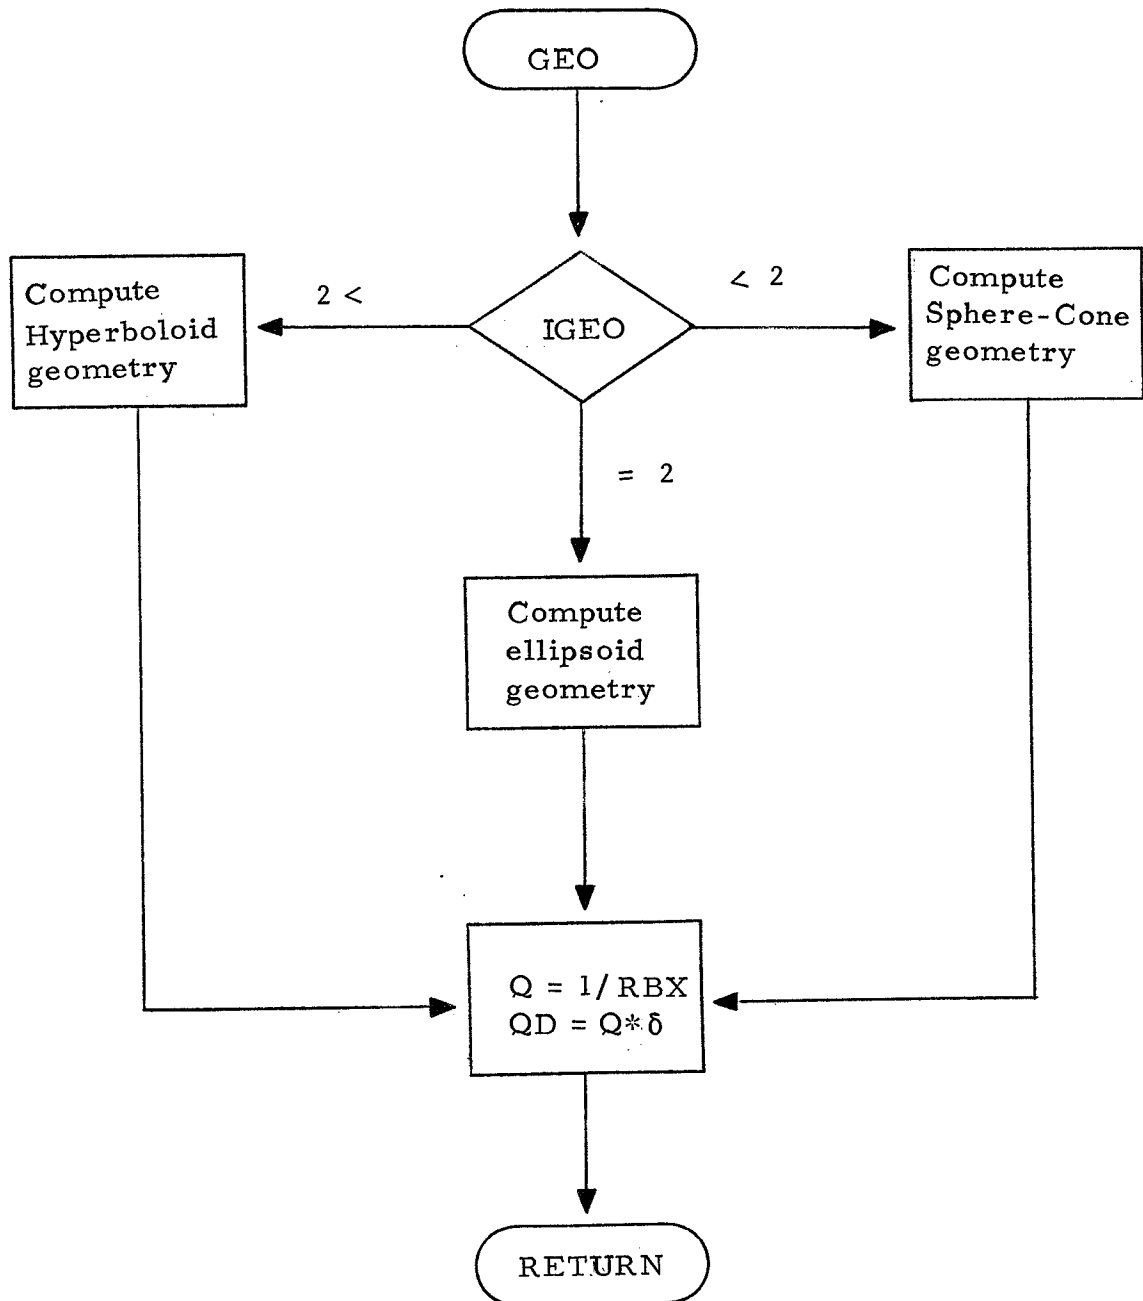 GEO
2 <
< 2
Compute
Hyperboloid
geometry
IGEO
Compute
Sphere-Cone
geometry
= 2
Compute
ellipsoid
geometry
Q = 1/RBX
QD = Q*δ
RETURN